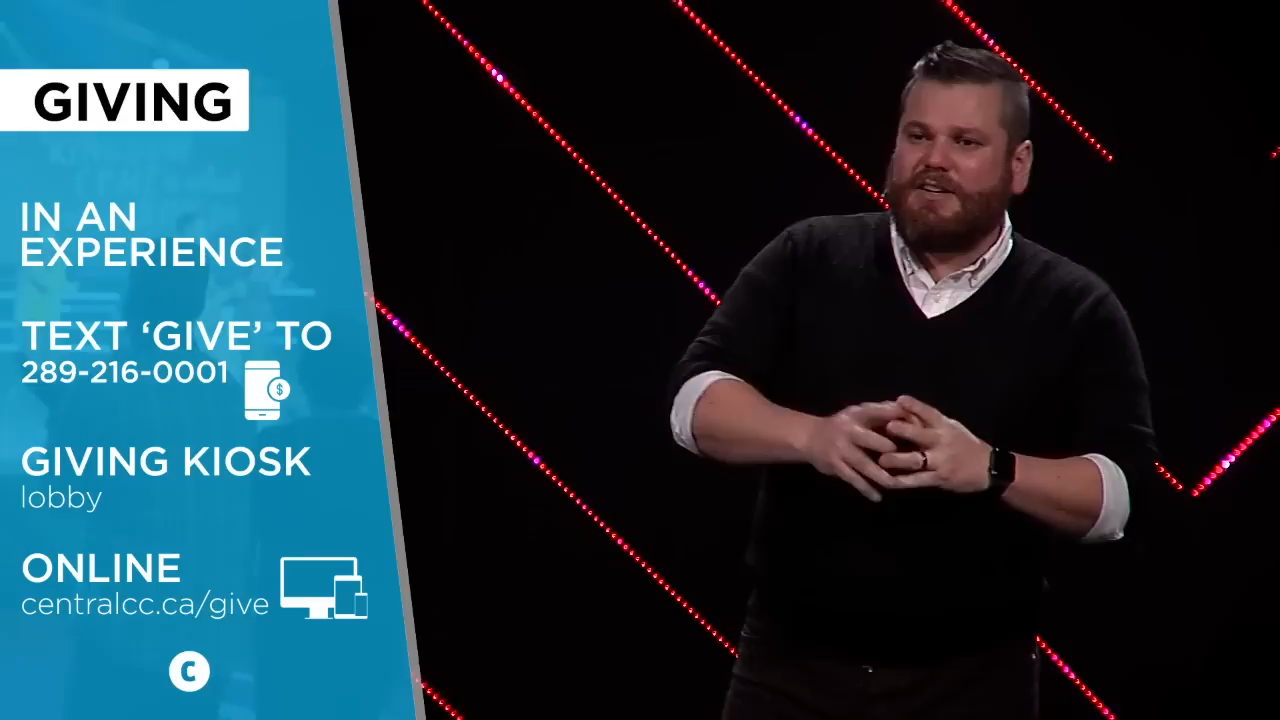 GIVING
IN AN
EXPERIENCE
TEXT ‘GIVE’ TO
289-216-0001
$
GIVING KIOSK
lobby
ONLINE
centralcc.ca/give
C